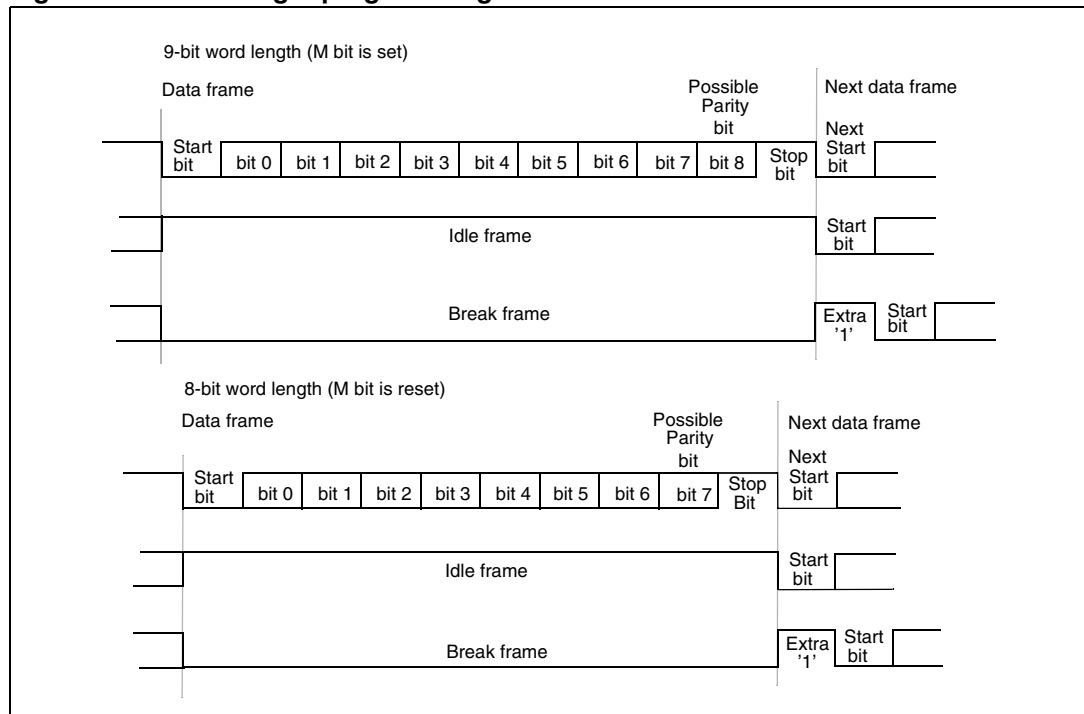 9-bit word length (M bit is set)
Data frame
Possible
Parity
bit
Next data frame
Start
bit
bit 0
bit 1
bit 2
bit 3
bit 4
bit 5
bit 6
bit 7
bit 8
Stop
bit
Next
Start
bit
Idle frame
Start
bit
Break frame
Extra
'1'
Start
bit
8-bit word length (M bit is reset)
Data frame
Possible
Parity
bit
Next data frame
Start
bit
bit 0
bit 1
bit 2
bit 3
bit 4
bit 5
bit 6
bit 7
Stop
Bit
Next
Start
bit
Idle frame
Start
bit
Break frame
Extra
'1'
Start
bit